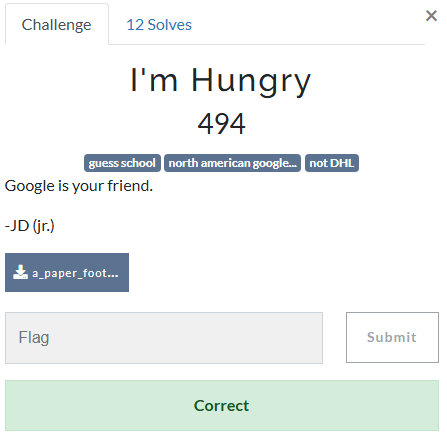 Challenge
12 Solves
×
I'm Hungry
494
guess school north american google... not DHL
Google is your friend.
-JD (jr.)
a_paper_foot...
Flag
Submit
Correct